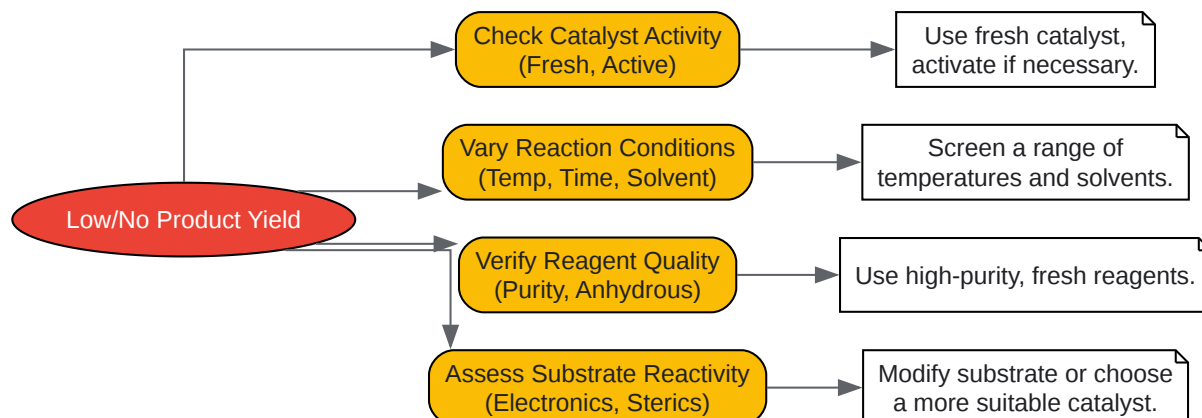 Check Catalyst Activity
(Fresh, Active)
Use fresh catalyst,
activate if necessary.
Vary Reaction Conditions
(Temp, Time, Solvent)
Screen a range of
temperatures and solvents.
Low/No Product Yield
Verify Reagent Quality
(Purity, Anhydrous)
Use high-purity, fresh reagents.
Assess Substrate Reactivity
(Electronics, Sterics)
Modify substrate or choose
a more suitable catalyst.